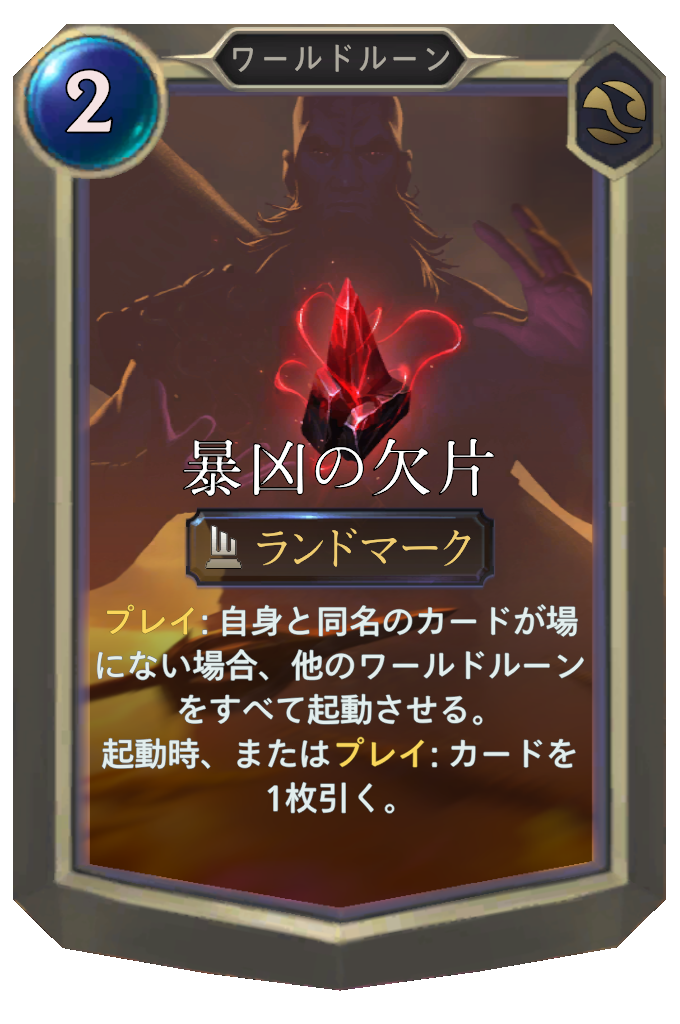 ワールドルーン
2
暴凶の欠片
ランドマーク
プレイ: 自身と同名のカードが場
にない場合、他のワールドルーン
をすべて起動させる。
起動時、またはプレイ: カードを
1枚引く。